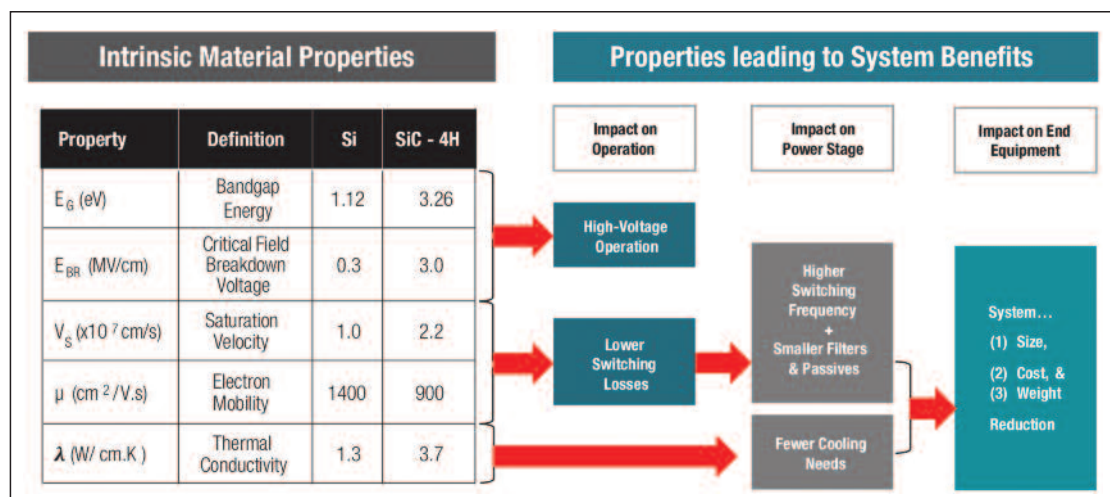 Intrinsic Material Properties
Properties leading to System Benefits
Property Definition Si SiC - 4H
E G (eV) Bandgap
Energy 1.12 3.26
E BR (MV/cm) Critical Field
Breakdown
Voltage 0.3 3.0
V S (x10 7 cm/s) Saturation
Velocity 1.0 2.2
μ (cm 2 /V.s) Electron
Mobility 1400 900
λ (W/ cm.K ) Thermal
Conductivity 1.3 3.7
Impact on
Operation
High-Voltage
Operation
Lower
Switching
Losses
Impact on
Power Stage
Higher
Switching
Frequency
+
Smaller Filters
& Passives
Fewer Cooling
Needs
Impact on End
Equipment
System...
(1) Size,
(2) Cost, &
(3) Weight
Reduction